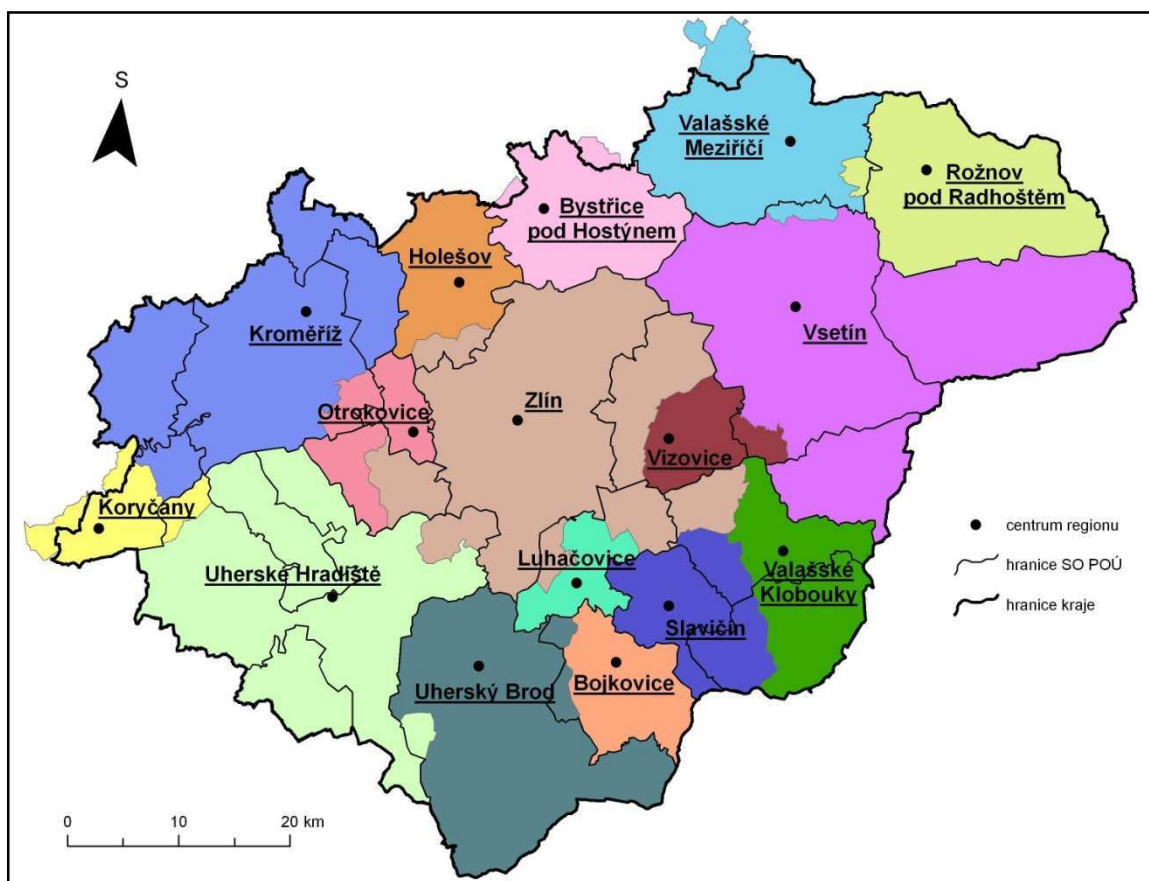 S
Valašské
Meziříčí
Rožnov
pod Radhoštěm
Bystřice
pod Hostýnem
Holešov
Kroměříž
Vsetín
Otrokovice
Zlín
Vizovice
Koryčany
centrum regionu
Luhačovice
Uherské Hradiště
Valašské
Klobouky
hranice SO POÚ
hranice kraje
Slavičín
Uherský Brod
Bojkovice
0 10 20 km